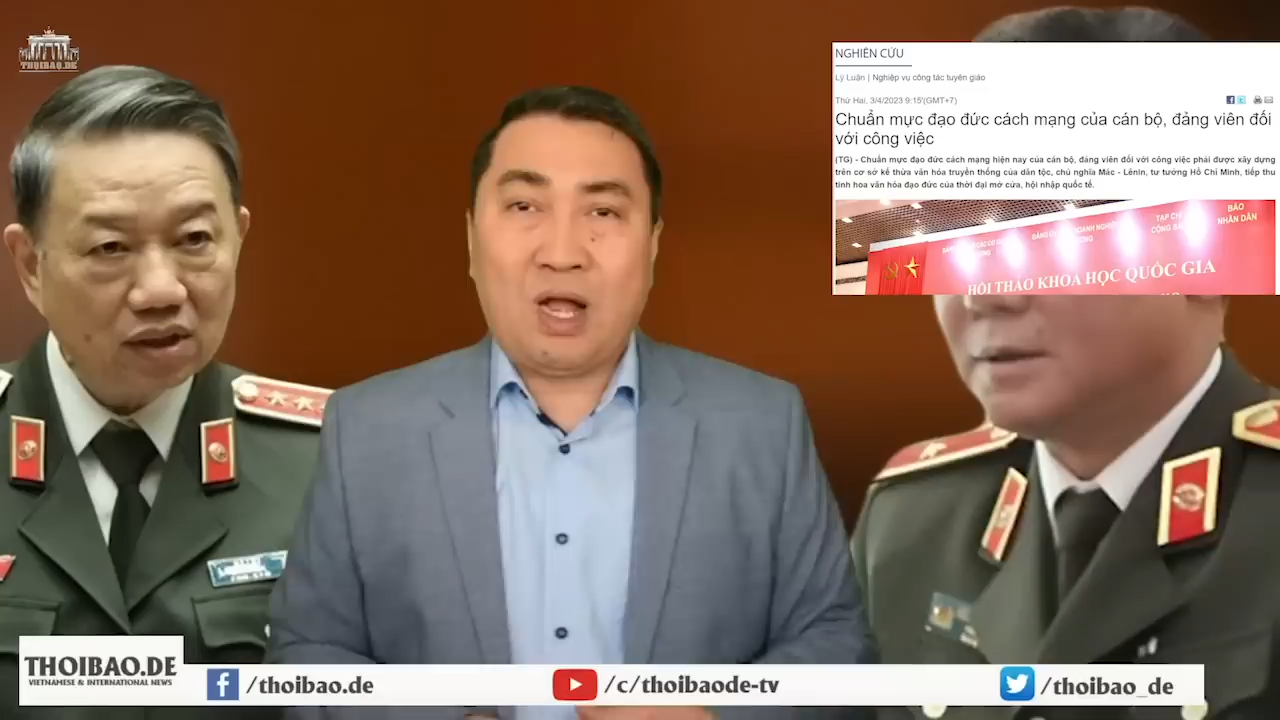 THOIBAO.DE
NGHIÊN CỨU
Lý Luận | Nghiệp vụ công tác tuyên giáo
Thứ Hai, 3/4/2023 9:15'(GMT+7)
Chuẩn mực đạo đức cách mạng của cán bộ, đảng viên đối
với công việc
(TG) - Chuẩn mực đạo đức cách mạng hiện nay của cán bộ, đảng viên đối với công việc phải được xây dựng
trên cơ sở kế thừa văn hóa truyền thống của dân tộc, chủ nghĩa Mác - Lênin, tư tưởng Hồ Chí Minh, tiếp thu
tinh hoa văn hóa đạo đức của thời đại mở cửa, hội nhập quốc tế.
BÁO
NHÂN DÂN
TẠP CHÍ
HỘI THẢO KHOA HỌC QUỐC GIA
THOIBAO.DE
VIETNAMESE & INTERNATIONAL NEWS
/thoibao.de
/c/thoibaode-tv
/thoibao_de